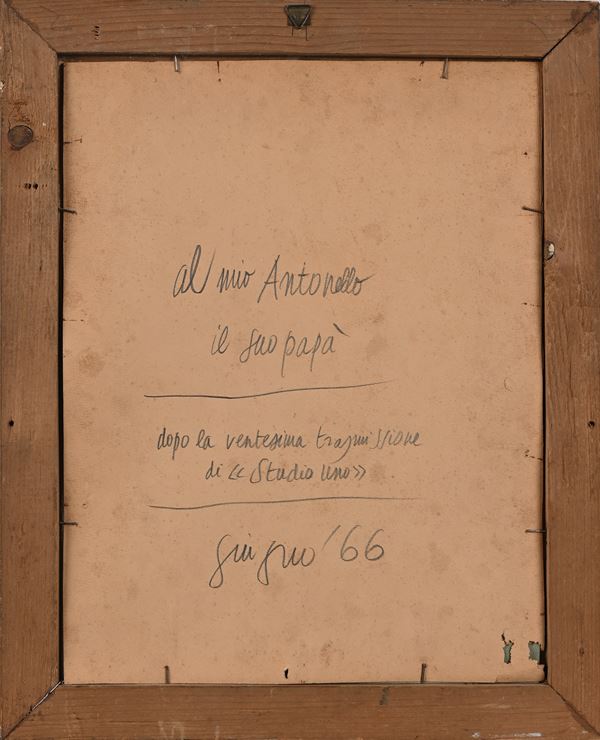 al mio Antonello
il suo papà
dopo la ventesima trasmissione
di << Studio uno >>
giugno '66